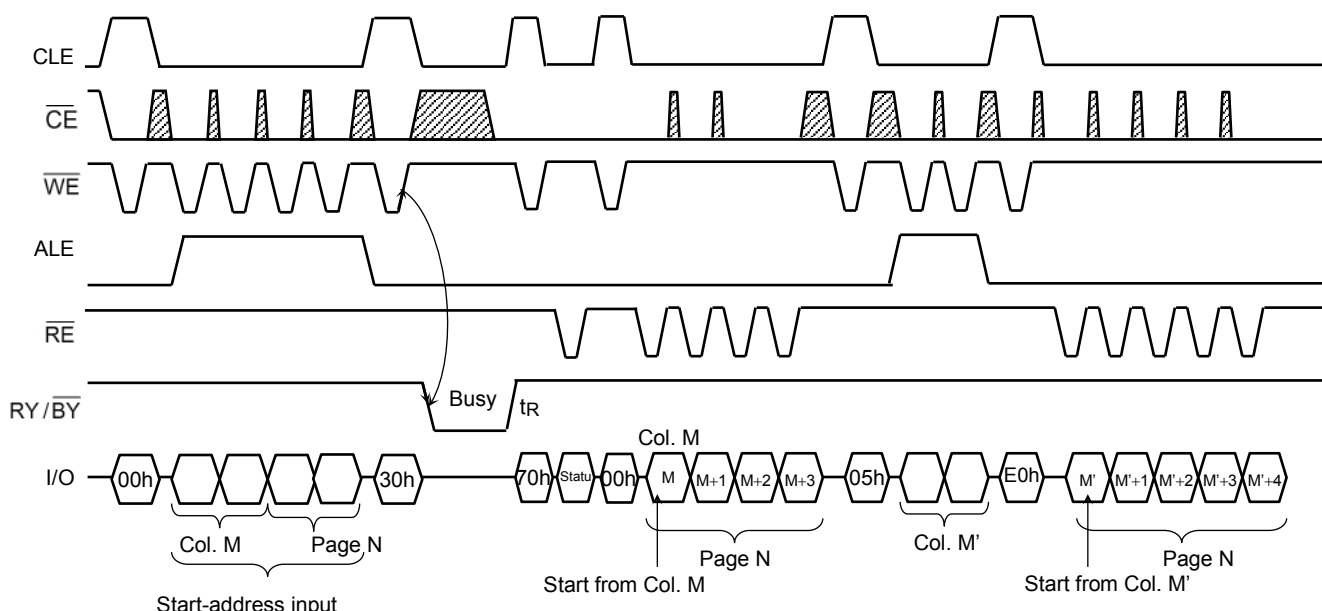 CLE
CE
WE
ALE
RE
RY / BY
Busy
tR
Col. M
I/O
00h
30h
70h
Statu
00h
M
M+1
M+2
M+3
05h
E0h
M'
M'+1
M'+2
M'+3
M'+4
Col. M
Page N
Page N
Col. M'
Page N
Start from Col. M
Start from Col. M'
Start-address input